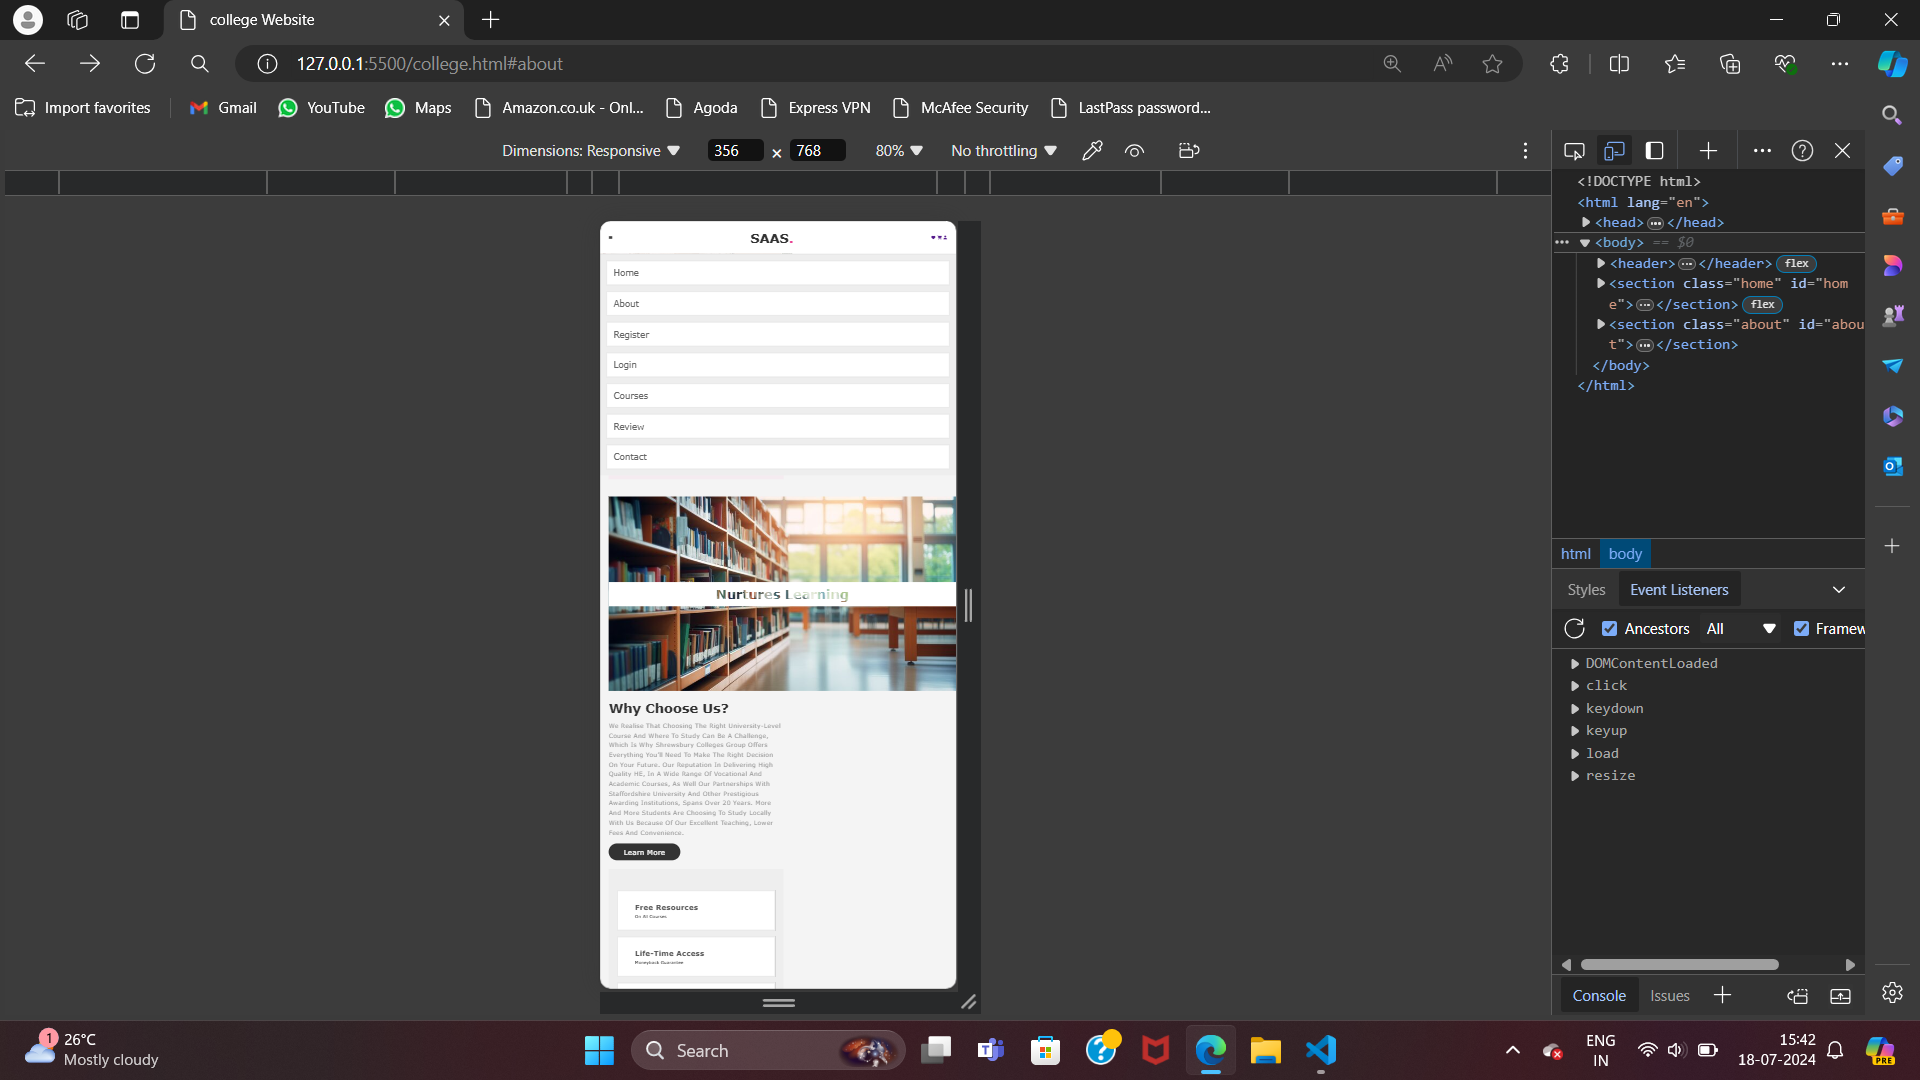 college Website
127.0.0.1:5500/college.html#about
Import favorites
Gmail
YouTube
Maps
Amazon.co.uk - Onl...
Agoda
Express VPN
McAfee Security
LastPass password...
Dimensions: Responsive
356 × 768
80%
No throttling
SAAS.
Home
About
Register
Login
Courses
Review
Contact
Nurtures Learning
Why Choose Us?
We Realise That Choosing The Right University-Level
Course And Where To Study Can Be A Challenge,
Which Is Why Shrewsbury Colleges Group Offers
Everything You'll Need To Make The Right Decision
On Your Future. Our Reputation In Delivering High
Quality HE, In A Wide Range Of Vocational And
Academic Courses, As Well Our Partnerships With
Staffordshire University And Other Prestigious
Awarding Institutions, Spans Over 20 Years. More
And More Students Are Choosing To Study Locally
With Us Because Of Our Excellent Teaching, Lower
Fees And Convenience.
Learn More
Free Resources
On All Courses
Life-Time Access
Moneyback Guarantee
<!DOCTYPE html>
<html lang="en">
<head> ... </head>
... <body> == $0
<header> ... </header> flex
<section class="home" id="hom
e"> ... </section> flex
<section class="about" id="abou
t"> ... </section>
</body>
</html>
html body
Styles Event Listeners
Ancestors All Framew
DOMContentLoaded
click
keydown
keyup
load
resize
Console Issues
1
26°C
Mostly cloudy
Search
ENG
IN
15:42
18-07-2024
PRE